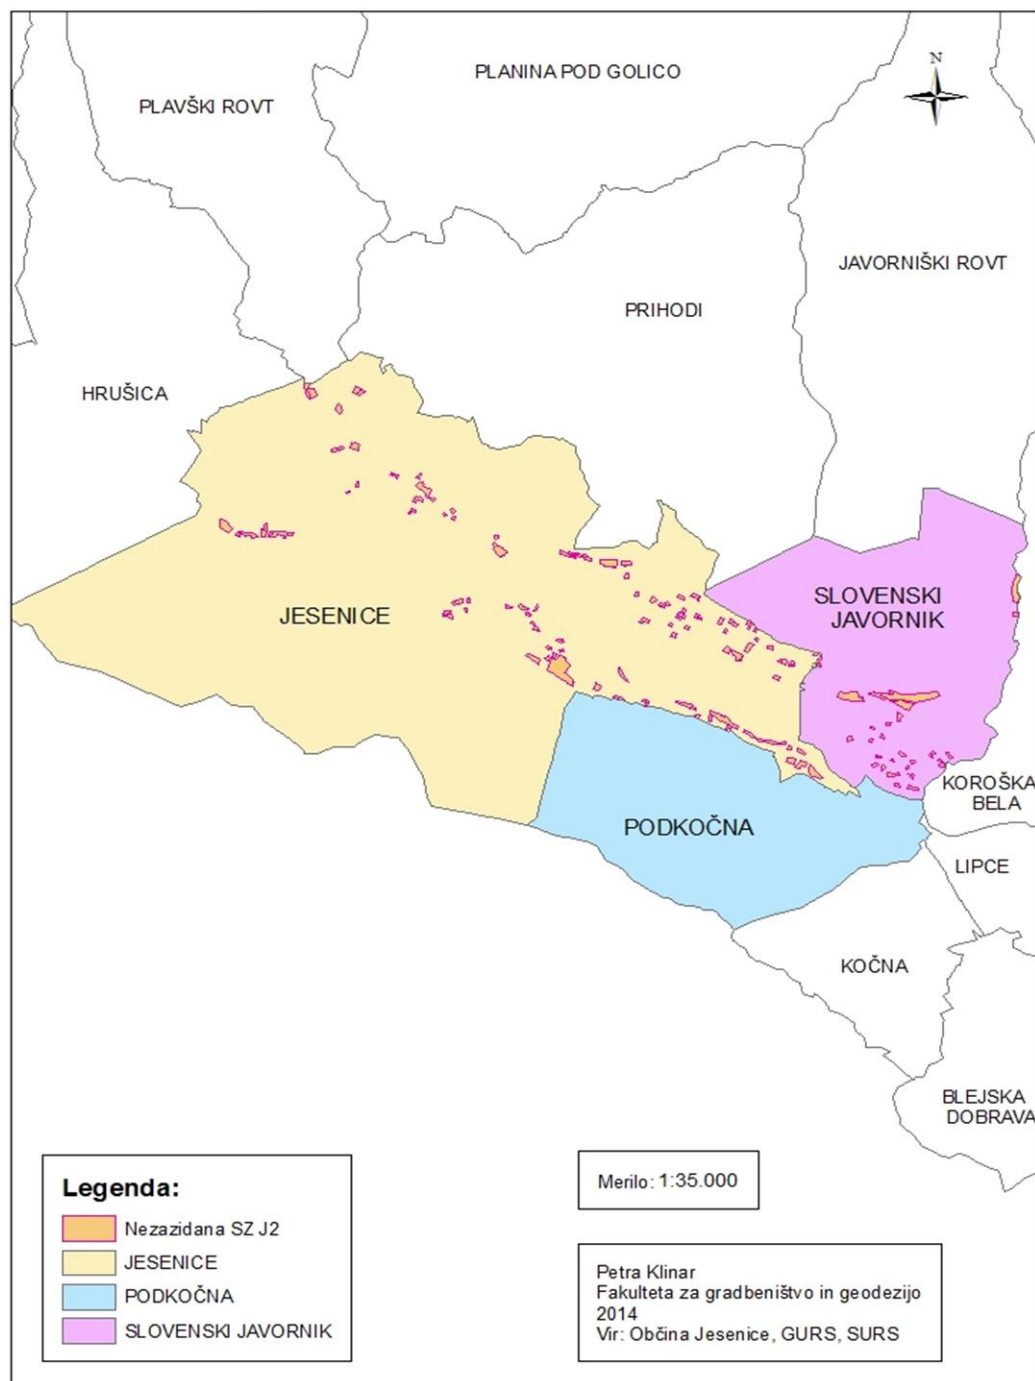 PLANINA POD GOLICO
N
PLAVŠKI ROVT
JAVORNIŠKI ROVT
PRIHODI
HRUŠICA
SLOVENSKI
JAVORNIK
JESENICE
KOROŠKA
BELA
PODKOČNA
LIPCE
KOČNA
BLEJSKA
DOBRAVA
Legenda:
Nezazidana SZ J2
JESENICE
PODKOČNA
SLOVENSKI JAVORNIK
Merilo: 1:35.000
Petra Klinar
Fakulteta za gradbeništvo in geodezijo
2014
Vir: Občina Jesenice, GURS, SURS